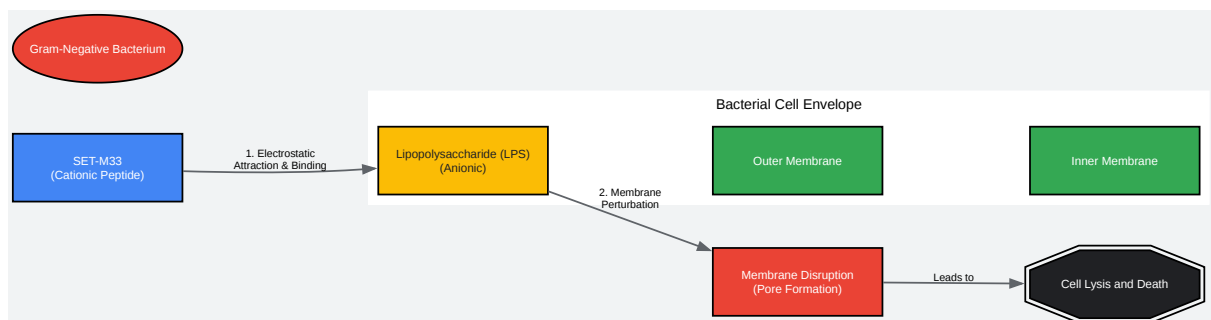 Gram-Negative Bacterium
Bacterial Cell Envelope
SET-M33
(Cationic Peptide)
1. Electrostatic
Attraction & Binding
Lipopolysaccharide (LPS)
(Anionic)
Outer Membrane
Inner Membrane
2. Membrane
Perturbation
Membrane Disruption
(Pore Formation)
Leads to
Cell Lysis and Death